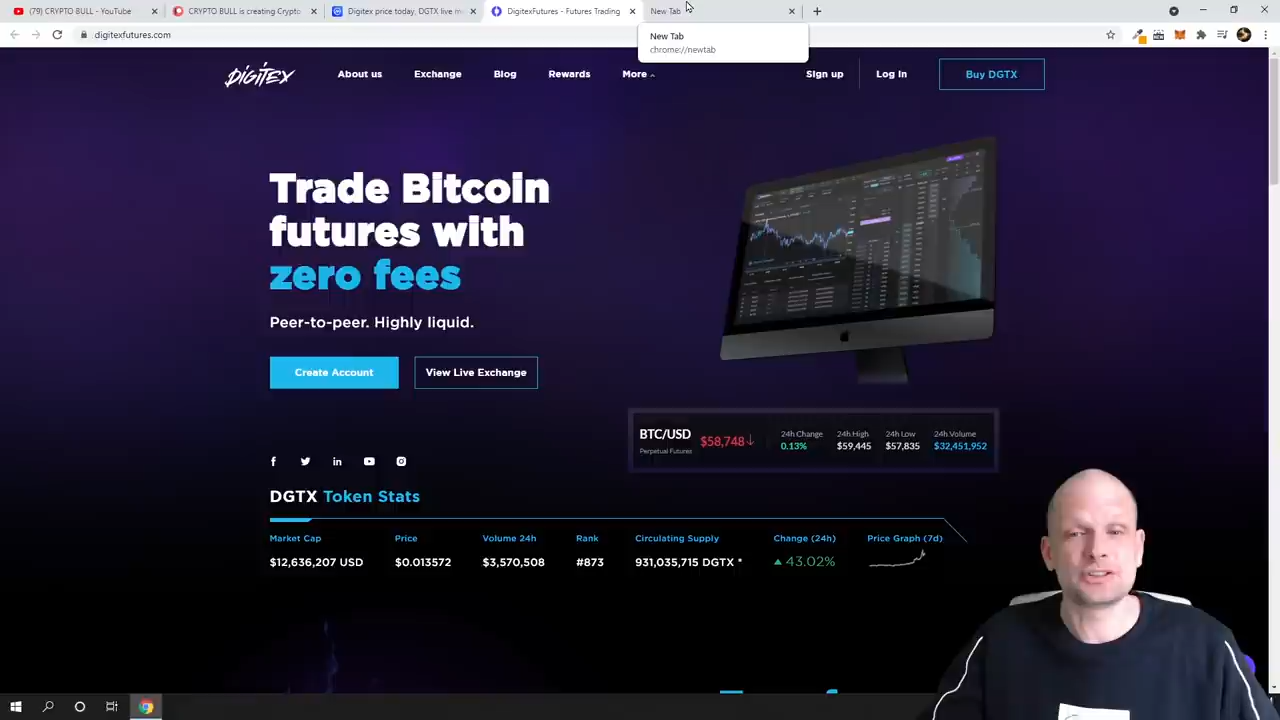 (79) CRYPTO BULL - YouTube
CRYPTO BULL is creating Crypto
Digitex price today, DGTX live m
DigitexFutures - Futures Trading
New Tab
digitexfutures.com
New Tab
chrome://newtab
DIGITEX
About us
Exchange
Blog
Rewards
More
Sign up
Log In
Buy DGTX
Trade Bitcoin
futures with
zero fees
Peer-to-peer. Highly liquid.
Create Account
View Live Exchange
BTC/USD
Perpetual Futures
$58,748
24h Change
0.13%
24h High
$59,445
24h Low
$57,835
24h Volume
$32,451,952
DGTX Token Stats
Market Cap
Price
Volume 24h
Rank
Circulating Supply
Change (24h)
Price Graph (7d)
$12,636,207 USD
$0.013572
$3,570,508
#873
931,035,715 DGTX *
43.02%